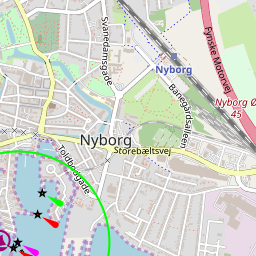 Svanedamsgade
Fynske Motorvej
Nyborg
Banegårdsalleen
Nyborg Ø
45
Nyborg
Storebæltsvej
Toldbodgade